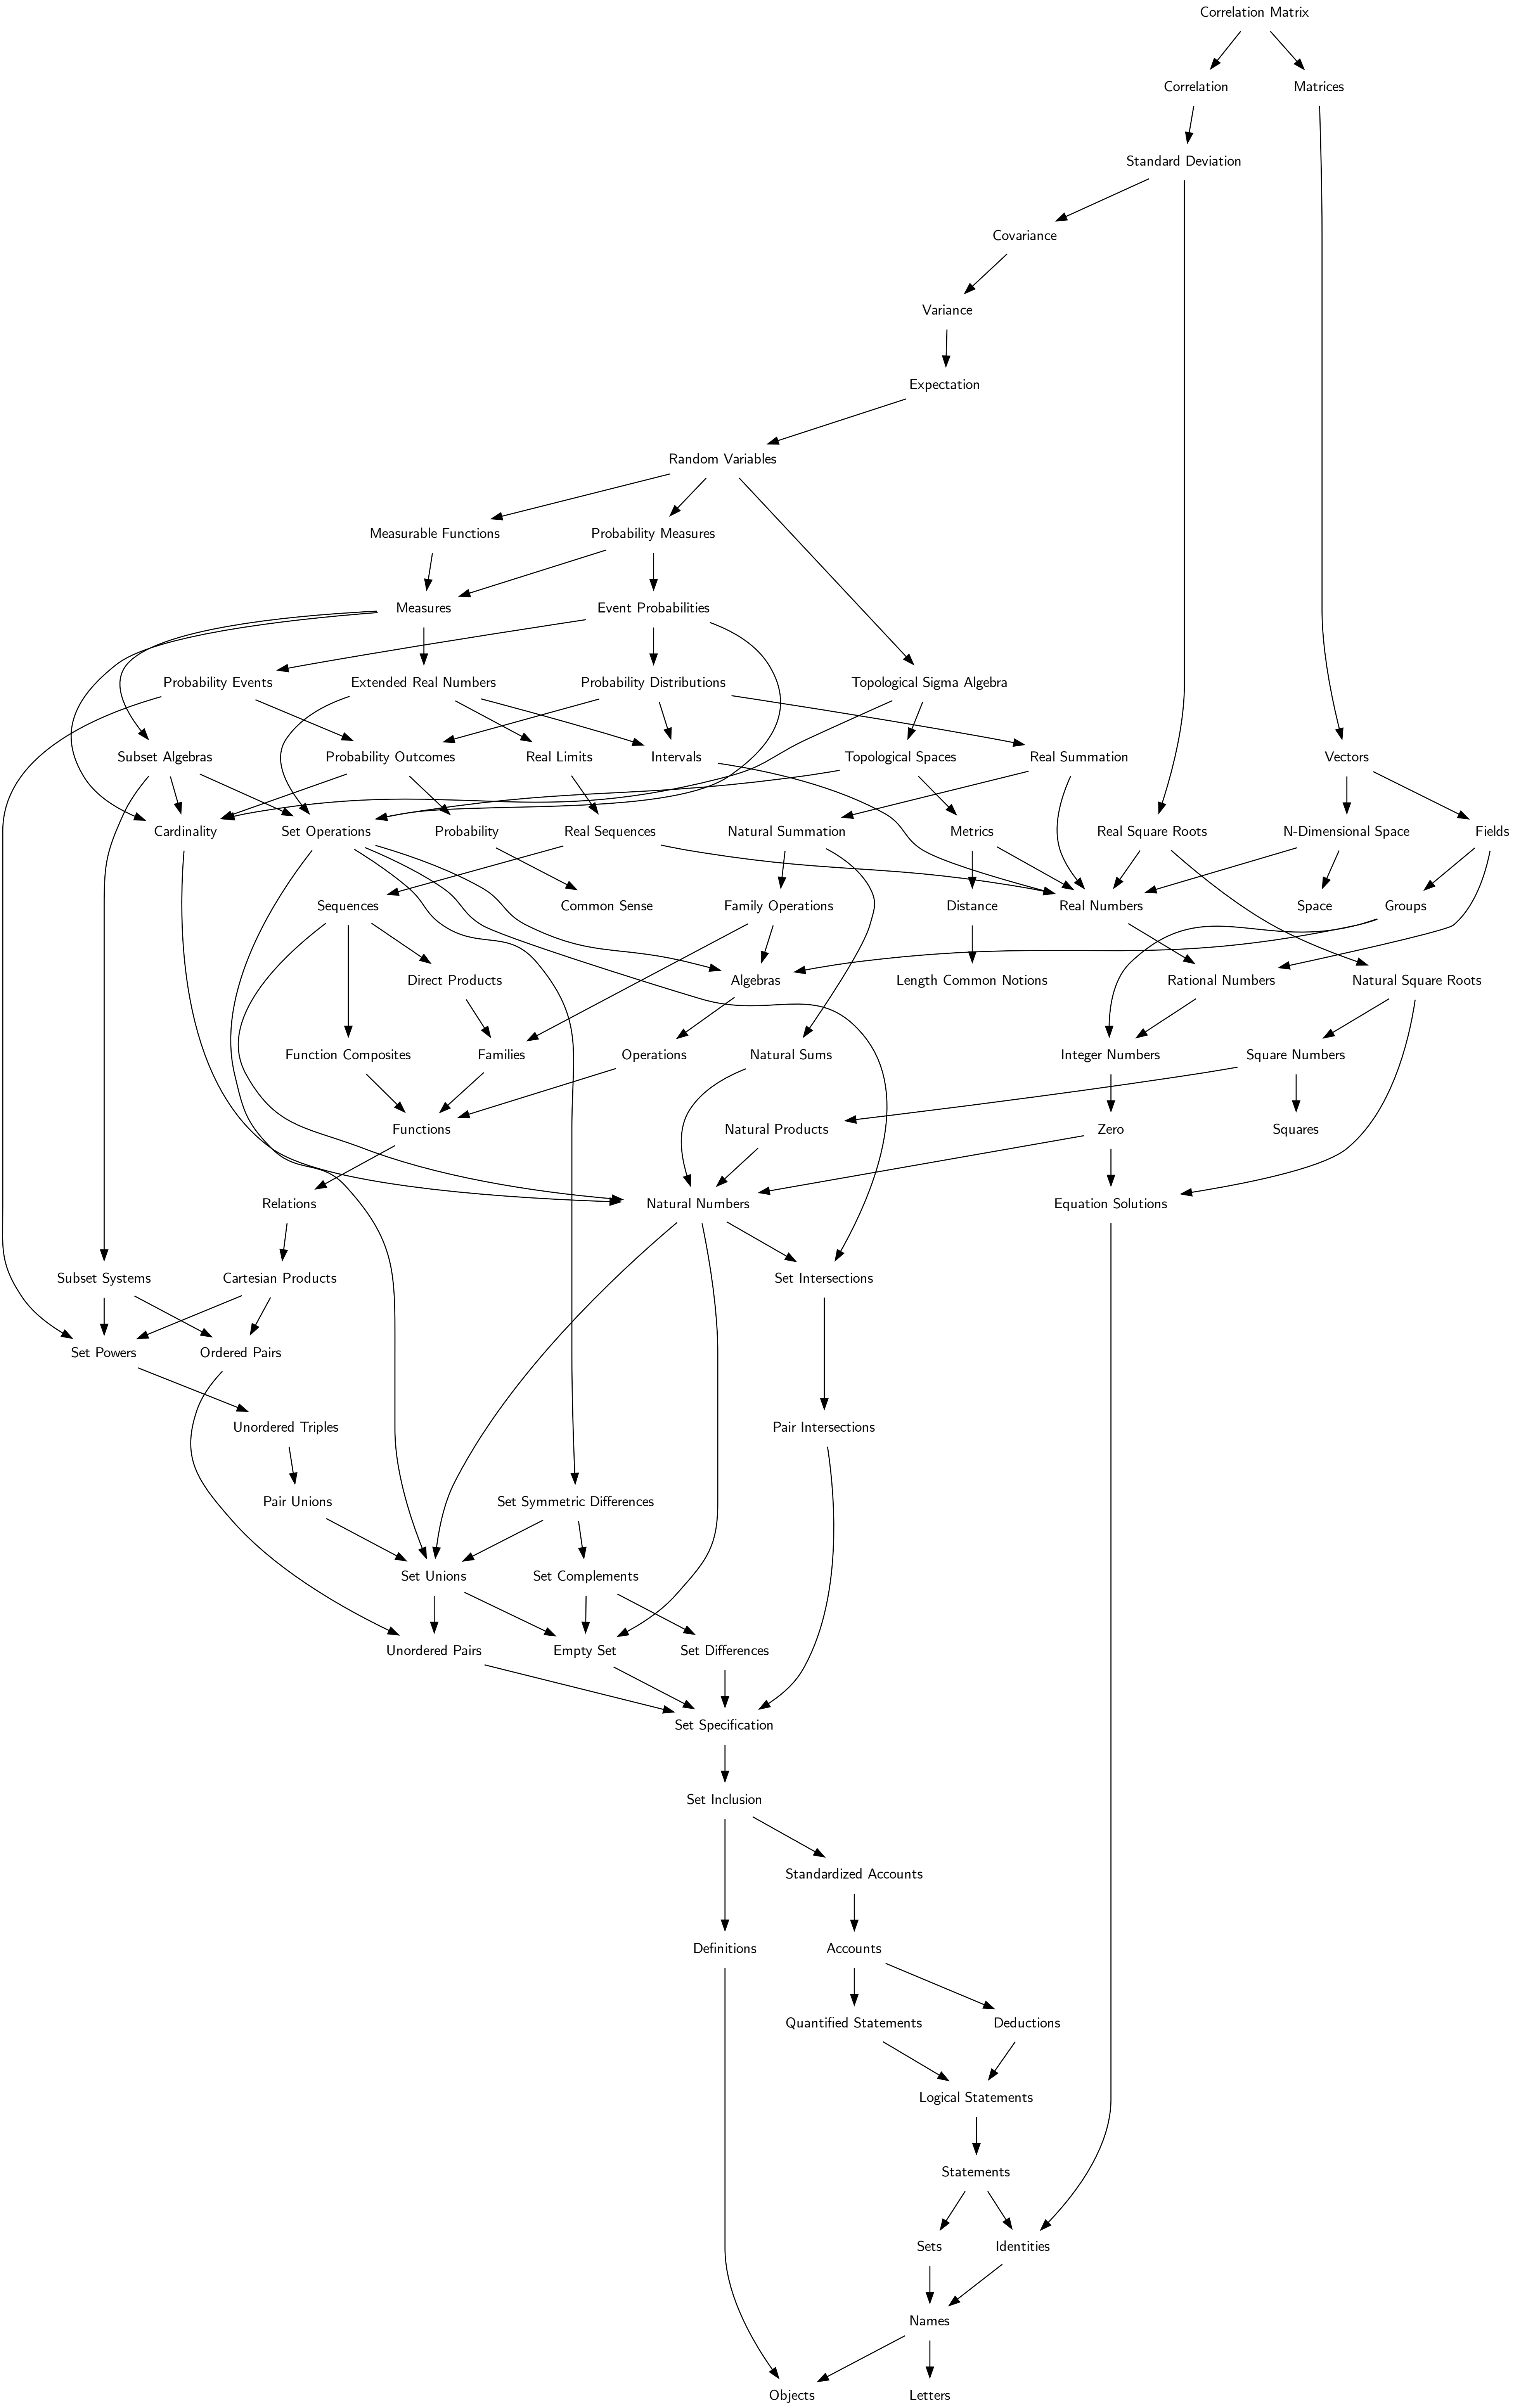 Correlation Matrix
Correlation
Matrices
Standard Deviation
Covariance
Variance
Expectation
Random Variables
Measurable Functions
Probability Measures
Measures
Event Probabilities
Probability Events
Extended Real Numbers
Probability Distributions
Topological Sigma Algebra
Subset Algebras
Probability Outcomes
Real Limits
Intervals
Topological Spaces
Real Summation
Vectors
Cardinality
Set Operations
Probability
Real Sequences
Natural Summation
Metrics
Real Square Roots
N-Dimensional Space
Fields
Sequences
Common Sense
Family Operations
Distance
Real Numbers
Space
Groups
Direct Products
Algebras
Length Common Notions
Rational Numbers
Natural Square Roots
Function Composites
Families
Operations
Natural Sums
Integer Numbers
Square Numbers
Functions
Natural Products
Zero
Squares
Relations
Natural Numbers
Equation Solutions
Subset Systems
Cartesian Products
Set Intersections
Set Powers
Ordered Pairs
Unordered Triples
Pair Intersections
Pair Unions
Set Symmetric Differences
Set Unions
Set Complements
Unordered Pairs
Empty Set
Set Differences
Set Specification
Set Inclusion
Standardized Accounts
Definitions
Accounts
Quantified Statements
Deductions
Logical Statements
Statements
Sets
Identities
Names
Objects
Letters